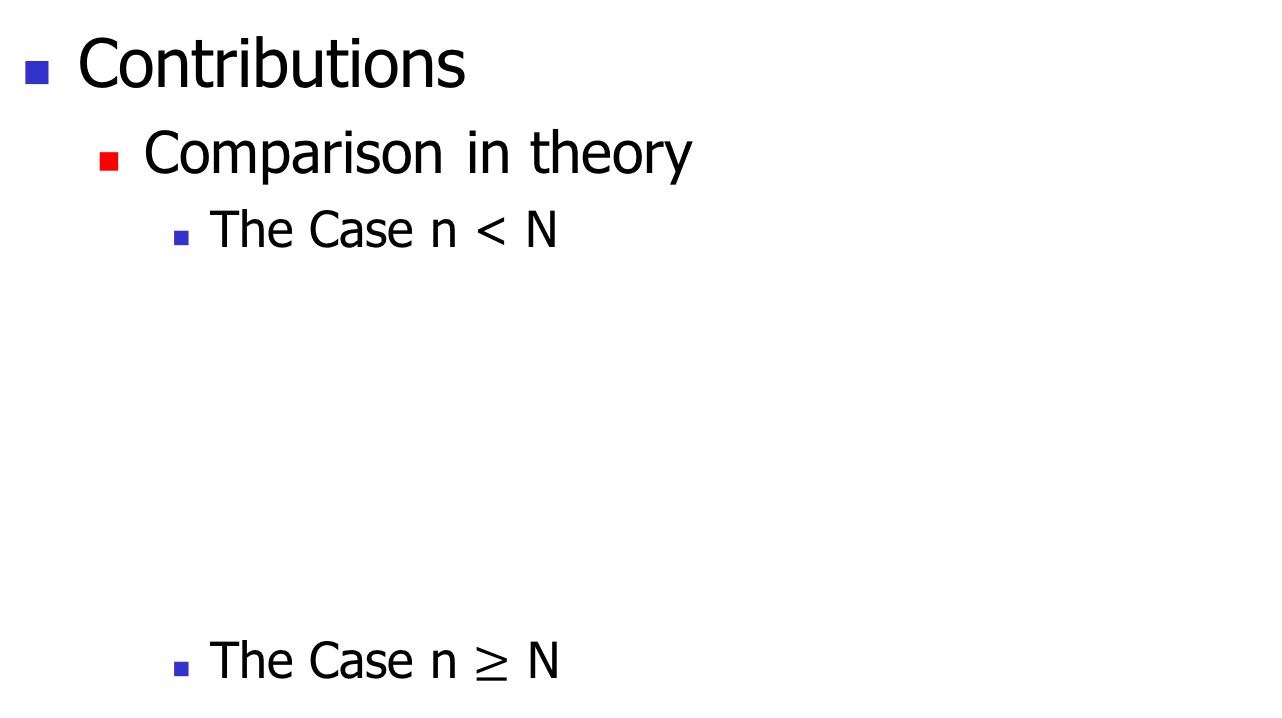 Contributions
Comparison in theory
The Case n < N
The Case n ≥ N